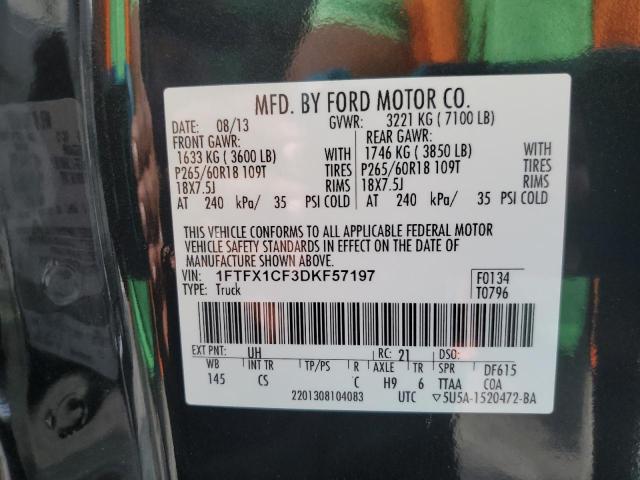 MFD. BY FORD MOTOR CO.
DATE: 08/13 GVWR: 3221 KG ( 7100 LB)
FRONT GAWR: REAR GAWR:
1633 KG ( 3600 LB) WITH 1746 KG ( 3850 LB) WITH
P265/60R18 109T TIRES P265/60R18 109T TIRES
18X7.5J RIMS 18X7.5J RIMS
AT 240 kPa/ 35 PSI COLD AT 240 kPa/ 35 PSI COLD
THIS VEHICLE CONFORMS TO ALL APPLICABLE FEDERAL MOTOR
VEHICLE SAFETY STANDARDS IN EFFECT ON THE DATE OF
MANUFACTURE SHOWN ABOVE.
VIN: 1FTFX1CF3DKF57197 F0134
TYPE: Truck T0796
EXT PNT: UH RC: 21 DSO:
WB INT TR TP/PS R AXLE TR SPR DF615
145 CS C H9 6 TTAA COA
2201308104083 UTC ▽5U5A-1520472-BA